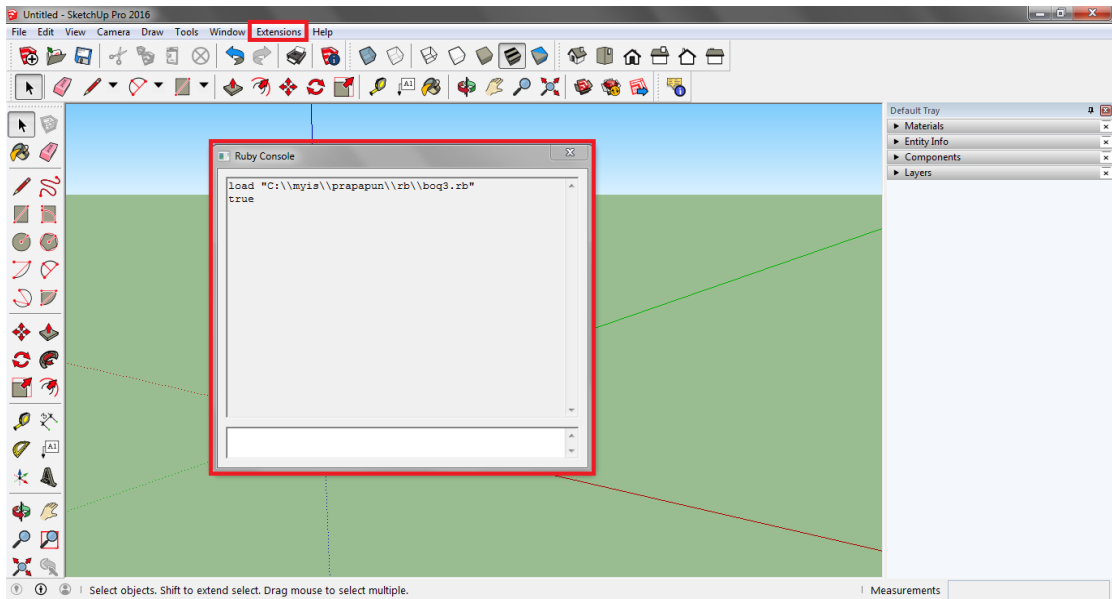 Untitled - SketchUp Pro 2016
File Edit View Camera Draw Tools Window Extensions Help
A1
Default Tray
Materials
Entity Info
Components
Layers
Ruby Console
load "C:\\myis\\prapapun\\rb\\boq3.rb"
true
A1
Select objects. Shift to extend select. Drag mouse to select multiple.
Measurements